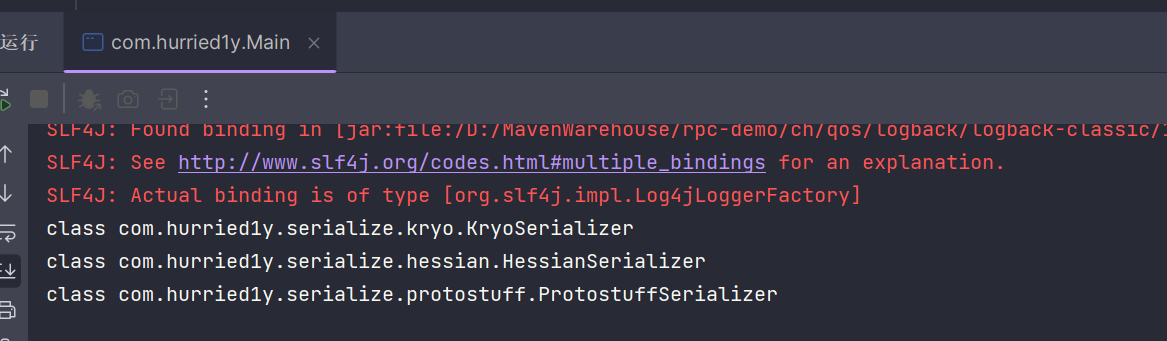 运行
com.hurried1y.Main
SLF4J: Found binding in [jar:file:/D:/MavenWarehouse/rpc-demo/ch/qos/logback/logback-classic/
SLF4J: See http://www.slf4j.org/codes.html#multiple_bindings for an explanation.
SLF4J: Actual binding is of type [org.slf4j.impl.Log4jLoggerFactory]
class com.hurried1y.serialize.kryo.KryoSerializer
class com.hurried1y.serialize.hessian.HessianSerializer
class com.hurried1y.serialize.protostuff.ProtostuffSerializer